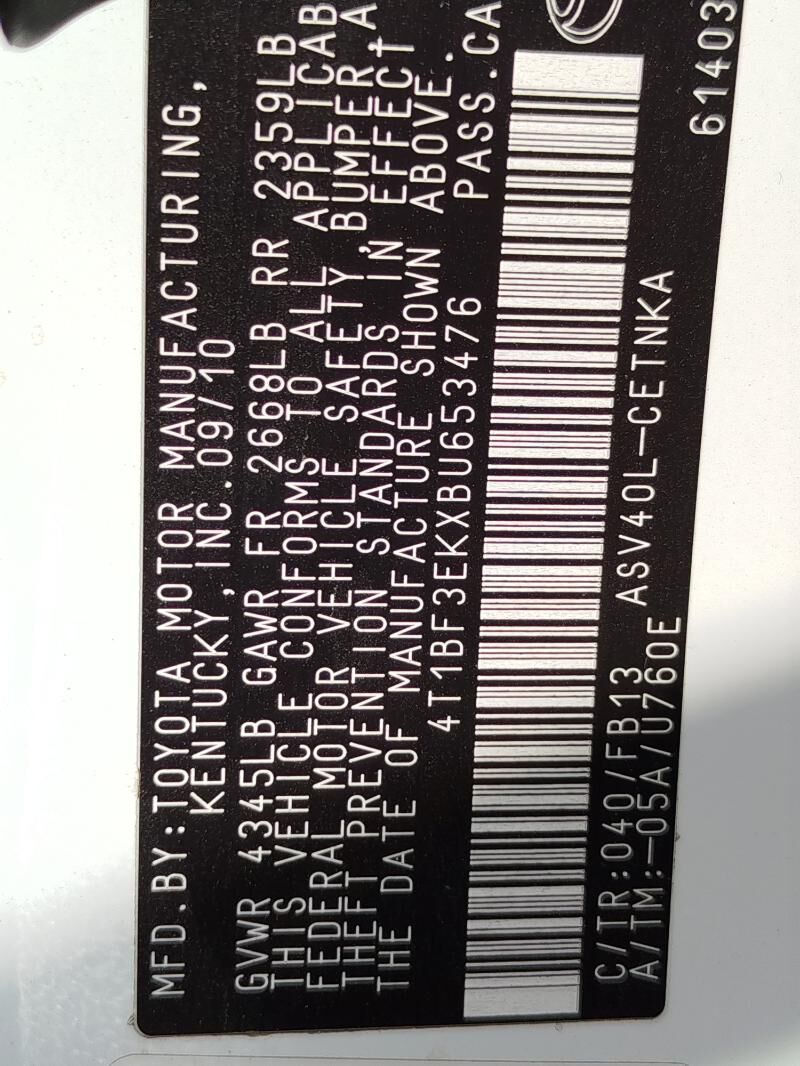 MFD.BY:TOYOTA MOTOR MANUFACTURING,
KENTUCKY,INC.09/10
GVWR 4345LB GAWR FR 2668LB RR 2359LB
THIS VEHICLE CONFORMS TO ALL APPLICAB
FEDERAL MOTOR VEHICLE SAFETY,BUMPER A
THEFT PREVENTION STANDARDS IN EFFECT
THE DATE OF MANUFACTURE SHOWN ABOVE.
4T1BF3EKXBU653476 PASS.CA
C/TR:040/FB13 ASV40L-CETNKA
A/TM:-05A/U760E 61403